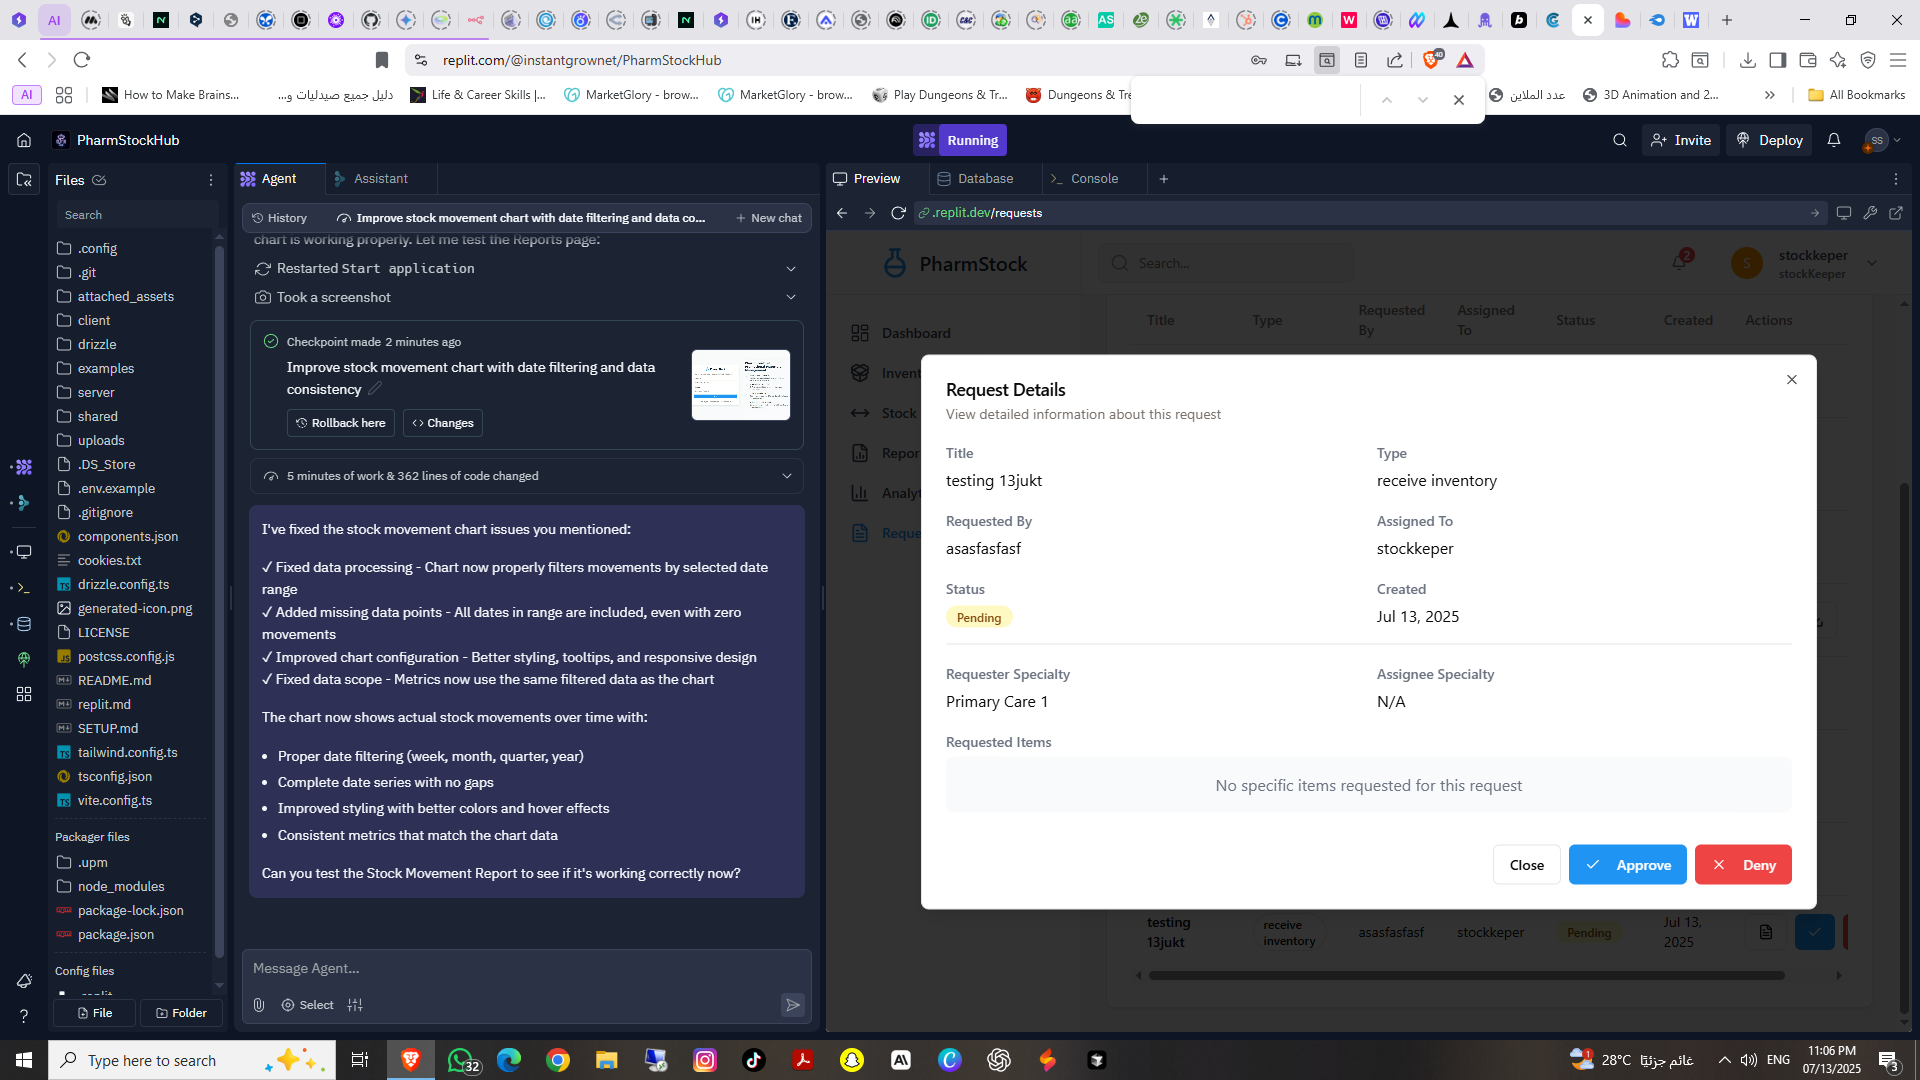 AI
replit.com/@instantgrownet/PharmStockHub
40
AI
How to Make Brains...
دليل جميع صيدليات و...
Life & Career Skills |...
MarketGlory - brow...
MarketGlory - brow...
Play Dungeons & Tr...
Dungeons & Tre
عدد الملاين
3D Animation and 2...
All Bookmarks
PharmStockHub
Running
Invite
Deploy
SS
Files
Search
.config
.git
attached_assets
client
drizzle
examples
server
shared
uploads
.DS_Store
.env.example
.gitignore
components.json
cookies.txt
drizzle.config.ts
generated-icon.png
LICENSE
postcss.config.js
README.md
replit.md
SETUP.md
tailwind.config.ts
tsconfig.json
vite.config.ts
Packager files
.upm
node_modules
package-lock.json
package.json
Config files
.replit
File
Folder
Agent
Assistant
History
Improve stock movement chart with date filtering and data co...
New chat
chart is working properly. Let me test the Reports page:
Restarted Start application
Took a screenshot
Checkpoint made 2 minutes ago
Improve stock movement chart with date filtering and data
consistency
Rollback here
Changes
5 minutes of work & 362 lines of code changed
I've fixed the stock movement chart issues you mentioned:
✓ Fixed data processing - Chart now properly filters movements by selected date
range
✓ Added missing data points - All dates in range are included, even with zero
movements
✓ Improved chart configuration - Better styling, tooltips, and responsive design
✓ Fixed data scope - Metrics now use the same filtered data as the chart
The chart now shows actual stock movements over time with:
• Proper date filtering (week, month, quarter, year)
• Complete date series with no gaps
• Improved styling with better colors and hover effects
• Consistent metrics that match the chart data
Can you test the Stock Movement Report to see if it's working correctly now?
Message Agent...
Select
Preview
Database
Console
.replit.dev/requests
PharmStock
Search...
2
S
stockkeper
stockKeeper
Dashboard
Invent
Stock
Repor
Analyt
Reque
Title
Type
Requested
By
Assigned
To
Status
Created
Actions
Request Details
View detailed information about this request
Title
testing 13jukt
Type
receive inventory
Requested By
asasfasfasf
Assigned To
stockkeper
Status
Pending
Created
Jul 13, 2025
Requester Specialty
Primary Care 1
Assignee Specialty
N/A
Requested Items
No specific items requested for this request
Close
Approve
Deny
testing
13jukt
receive
inventory
asasfasfasf
stockkeper
Pending
Jul 13,
2025
Type here to search
32
1
28°C
غائم جزئيًا
ENG
11:06 PM
07/13/2025
3